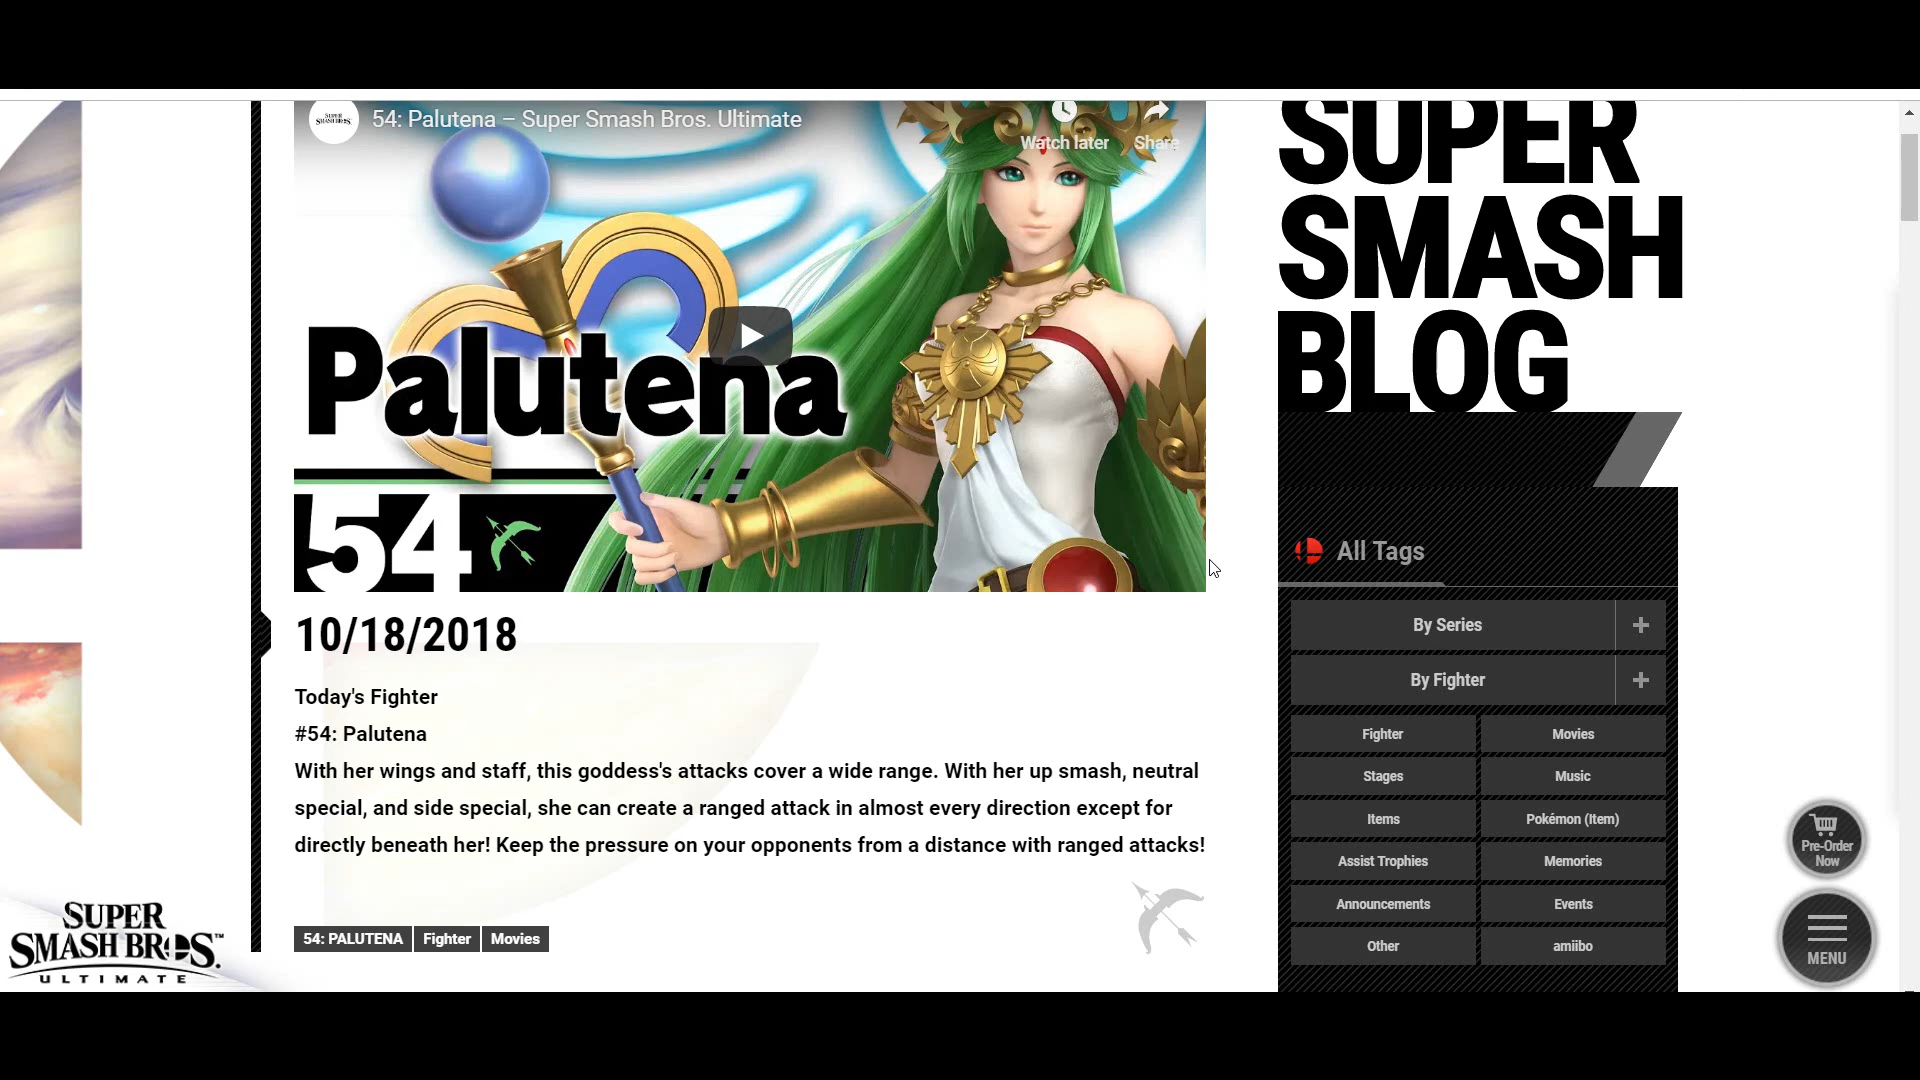 54: Palutena – Super Smash Bros. Ultimate
Watch later
Share
Palutena
54
10/18/2018
Today's Fighter
#54: Palutena
With her wings and staff, this goddess's attacks cover a wide range. With her up smash, neutral
special, and side special, she can create a ranged attack in almost every direction except for
directly beneath her! Keep the pressure on your opponents from a distance with ranged attacks!
54: PALUTENA
Fighter
Movies
SUPER
SMASH BROS.™
ULTIMATE
SUPER
SMASH
BLOG
All Tags
By Series +
By Fighter +
Fighter
Movies
Stages
Music
Items
Pokémon (Item)
Assist Trophies
Memories
Announcements
Events
Other
amiibo
Pre-Order
Now
MENU